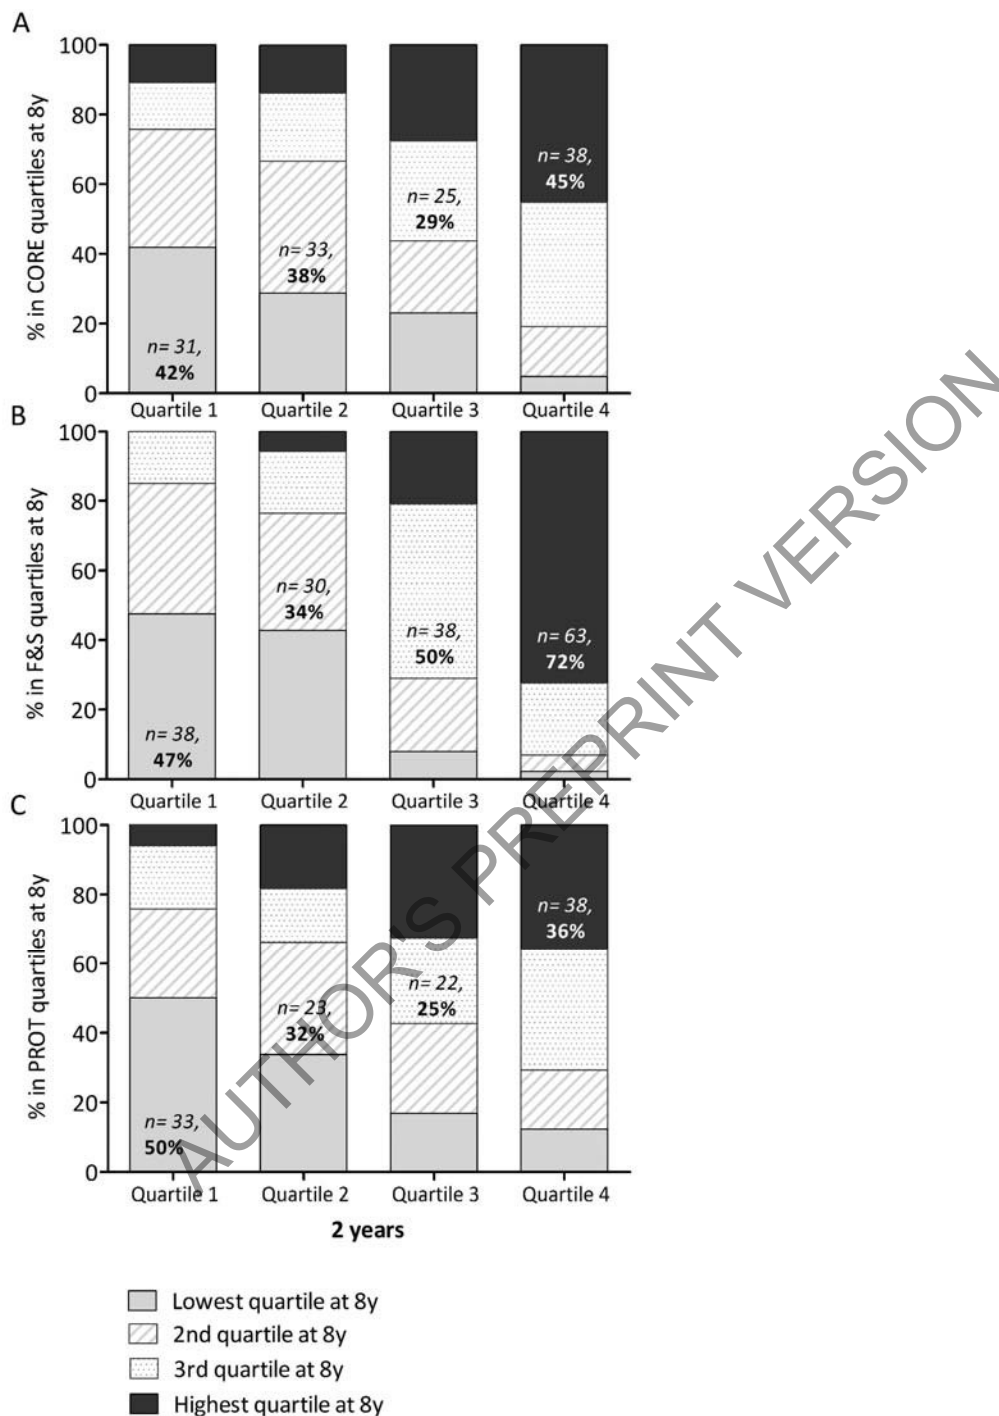 A
% in CORE quartiles at 8y
100
80
60
40
20
0
n= 31,
42%
n= 33,
38%
n= 25,
29%
n= 38,
45%
Quartile 1
Quartile 2
Quartile 3
Quartile 4
B
% in F&S quartiles at 8y
100
80
60
40
20
0
n= 38,
47%
n= 30,
34%
n= 38,
50%
n= 63,
72%
Quartile 1
Quartile 2
Quartile 3
Quartile 4
C
% in PROT quartiles at 8y
100
80
60
40
20
0
n= 33,
50%
n= 23,
32%
n= 22,
25%
n= 38,
36%
Quartile 1
Quartile 2
Quartile 3
Quartile 4
2 years
Lowest quartile at 8y
2nd quartile at 8y
3rd quartile at 8y
Highest quartile at 8y
AUTHOR'S PREPRINT VERSION